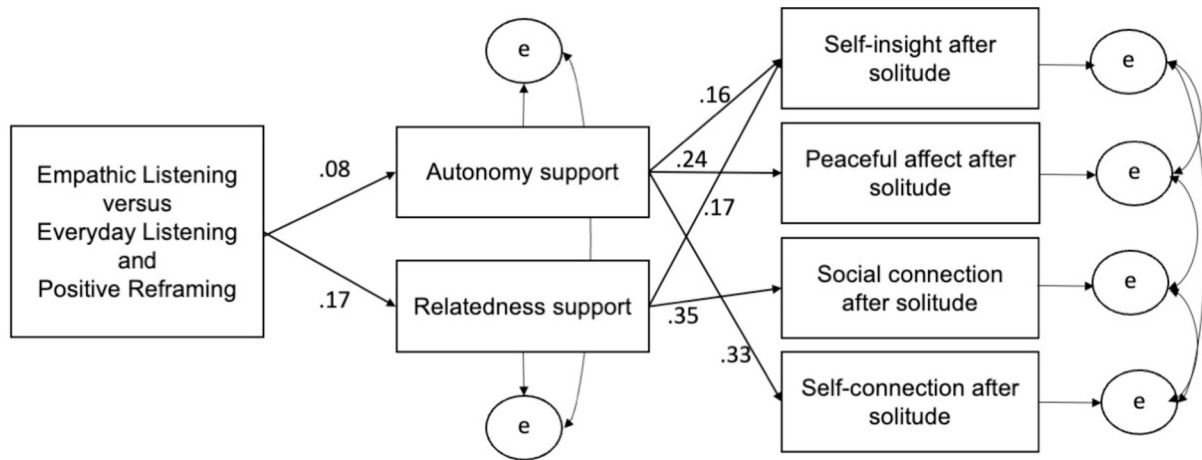 Empathic Listening
versus
Everyday Listening
and
Positive Reframing
.08
.17
e
Autonomy support
Relatedness support
e
.16
.24
.17
.35
.33
Self-insight after
solitude
Peaceful affect after
solitude
Social connection
after solitude
Self-connection after
solitude
e
e
e
e